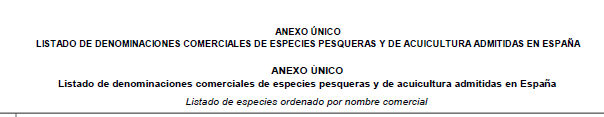 ANEXO ÚNICO
LISTADO DE DENOMINACIONES COMERCIALES DE ESPECIES PESQUERAS Y DE ACUICULTURA ADMITIDAS EN ESPAÑA
ANEXO ÚNICO
Listado de denominaciones comerciales de especies pesqueras y de acuicultura admitidas en España
Listado de especies ordenado por nombre comercial